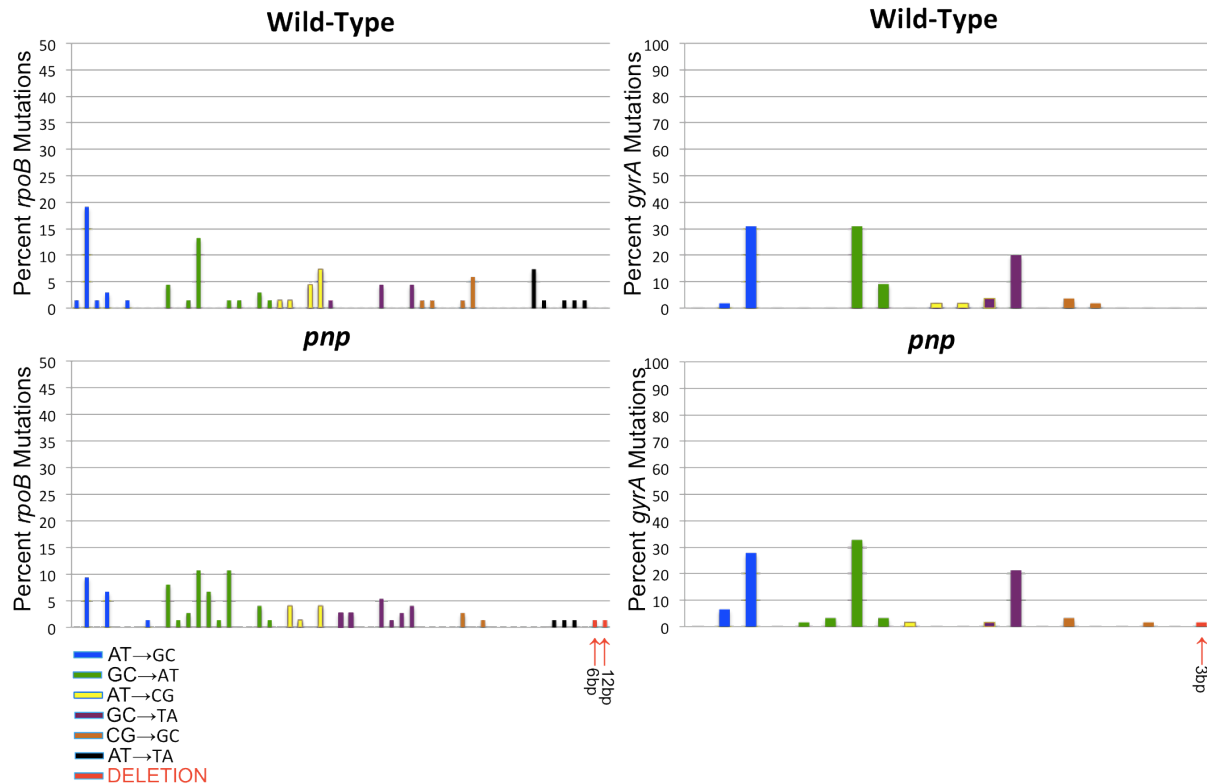 Wild-Type
Percent rpoB Mutations
50
45
40
35
30
25
20
15
10
5
0
Wild-Type
Percent gyrA Mutations
100
90
80
70
60
50
40
30
20
10
0
pnp
Percent rpoB Mutations
50
45
40
35
30
25
20
15
10
5
0
6bp
12bp
pnp
Percent gyrA Mutations
100
90
80
70
60
50
40
30
20
10
0
3bp
AT→GC
GC→AT
AT→CG
GC→TA
CG→GC
AT→TA
DELETION